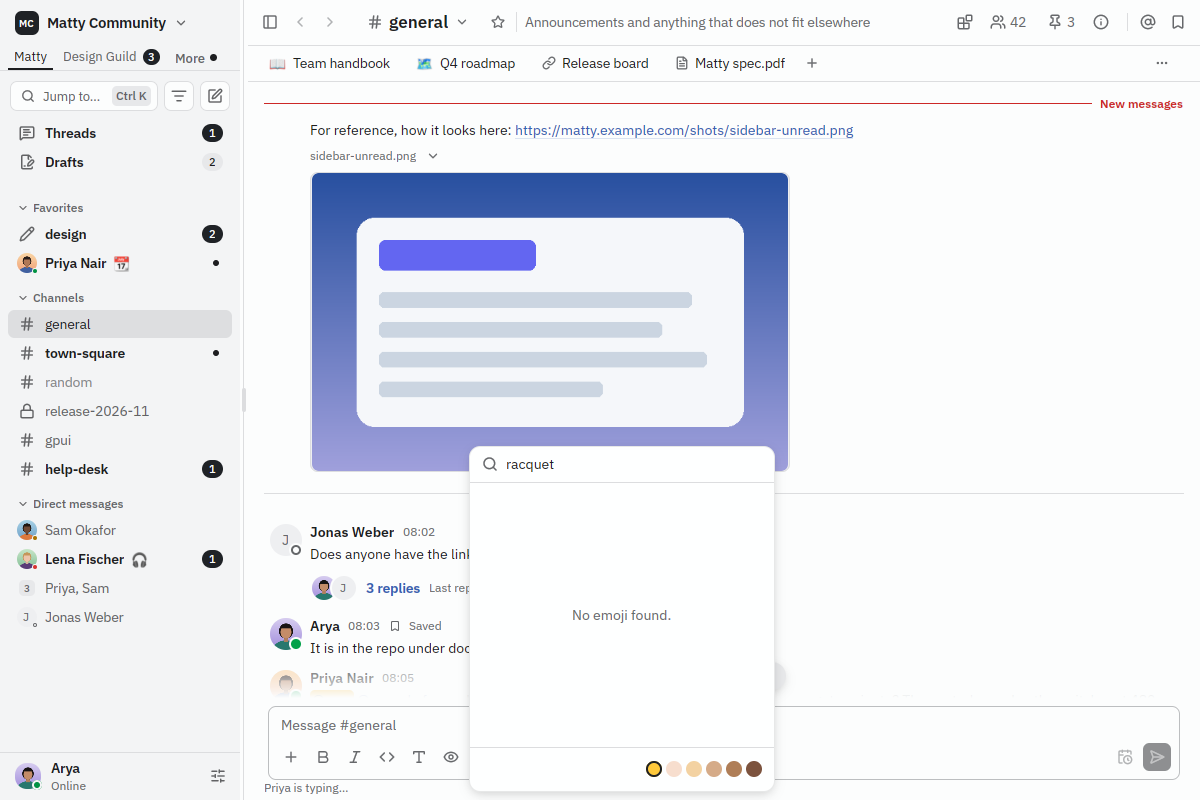 MC Matty Community
Matty Design Guild 3 More
Jump to... Ctrl K
Threads 1
Drafts 2
Favorites
design 2
Priya Nair
Channels
general
town-square
random
release-2026-11
gpui
help-desk 1
Direct messages
Sam Okafor
Lena Fischer 1
3 Priya, Sam
J Jonas Weber
Arya
Online
general Announcements and anything that does not fit elsewhere 42 3
Team handbook Q4 roadmap Release board Matty spec.pdf
New messages
For reference, how it looks here: https://matty.example.com/shots/sidebar-unread.png
sidebar-unread.png
J Jonas Weber 08:02
Does anyone have the link
J 3 replies Last rep
Arya 08:03 Saved
It is in the repo under doc
Priya Nair 08:05
racquet
No emoji found.
Message #general
Priya is typing...